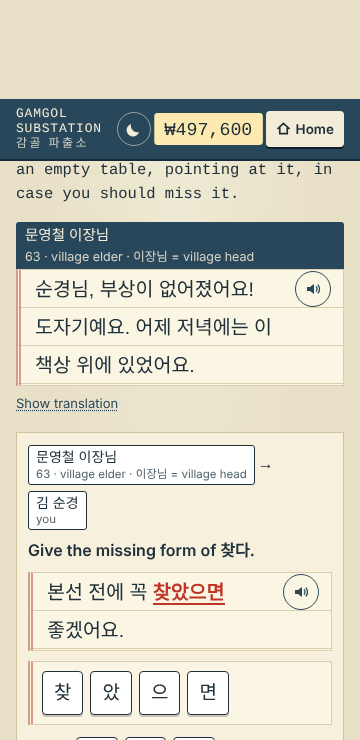 GAMGOL
SUBSTATION
감골 파출소
₩497,600
Home
an empty table, pointing at it, in
case you should miss it.
문영철 이장님
63 · village elder · 이장님 = village head
순경님, 부상이 없어졌어요!
도자기예요. 어제 저녁에는 이
책상 위에 있었어요.
Show translation
문영철 이장님
63 · village elder · 이장님 = village head
→
김 순경
you
Give the missing form of 찾다.
본선 전에 꼭 찾았으면
좋겠어요.
찾 았 으 면